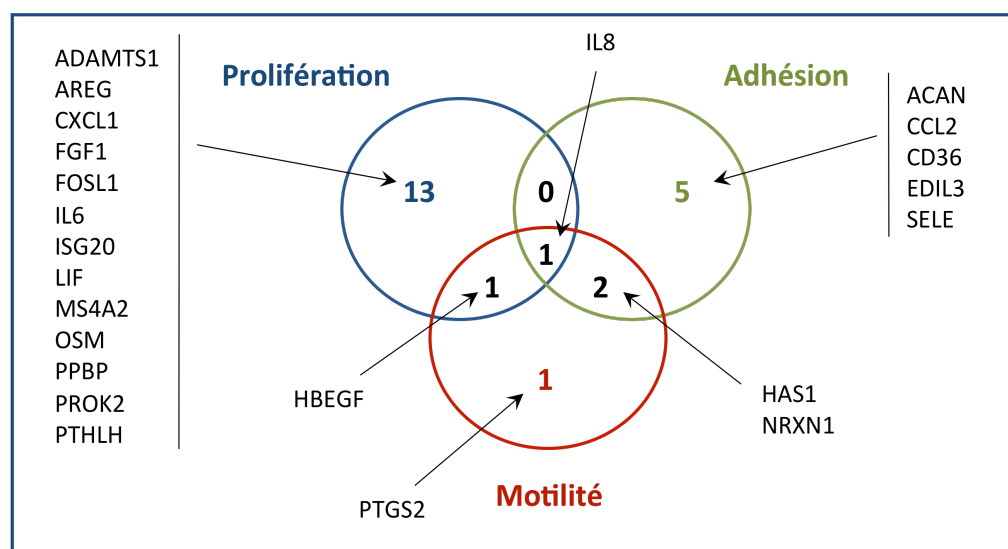 IL8
Prolifération
Adhésion
ADAMTS1
AREG
CXCL1
FGF1
FOSL1
IL6
ISG20
LIF
MS4A2
OSM
PPBP
PROK2
PTHLH
ACAN
CCL2
CD36
EDIL3
SELE
13
0
5
1
1
2
1
HBEGF
HAS1
NRXN1
PTGS2
Motilité